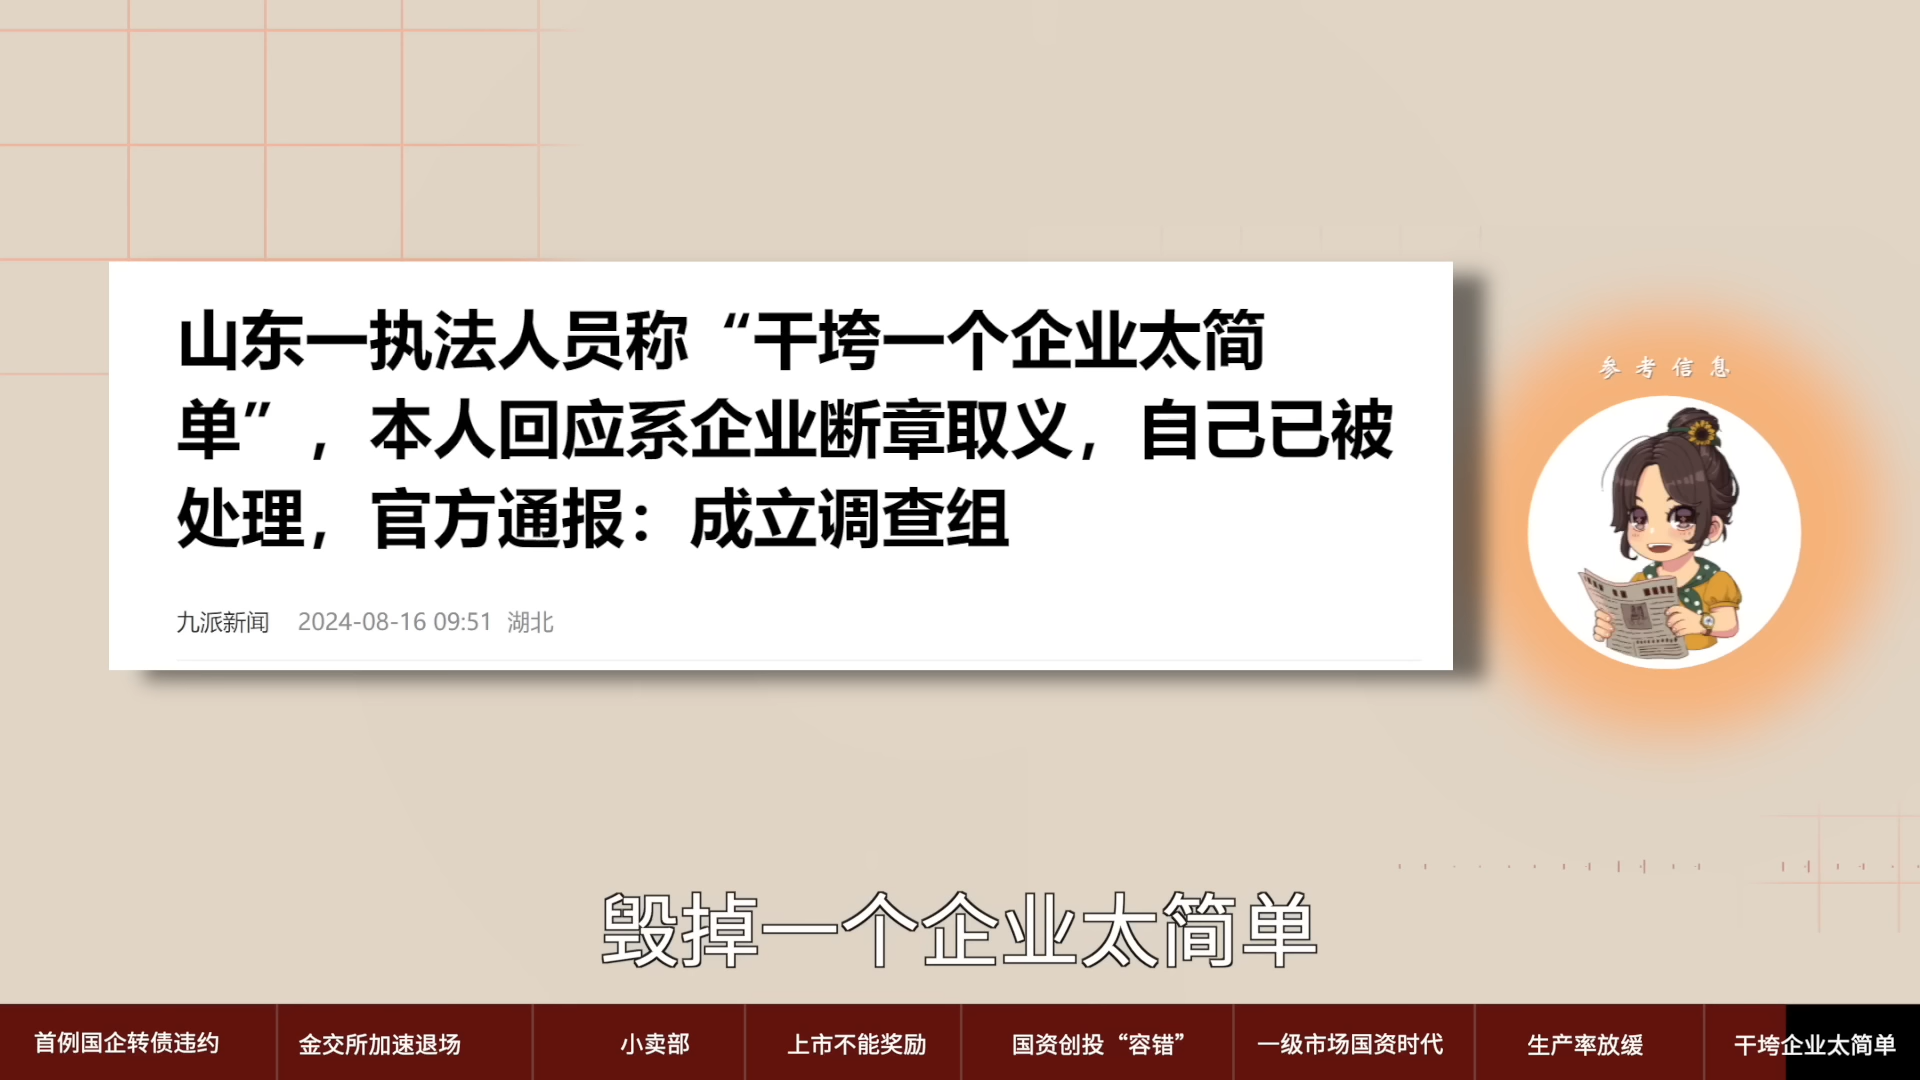 山东一执法人员称“干垮一个企业太简
单”，本人回应系企业断章取义，自己已被
处理，官方通报：成立调查组
九派新闻 2024-08-16 09:51 湖北
参考信息
毁掉一个企业太简单
首例国企转债违约 金交所加速退场 小卖部 上市不能奖励 国资创投“容错” 一级市场国资时代 生产率放缓 干垮企业太简单